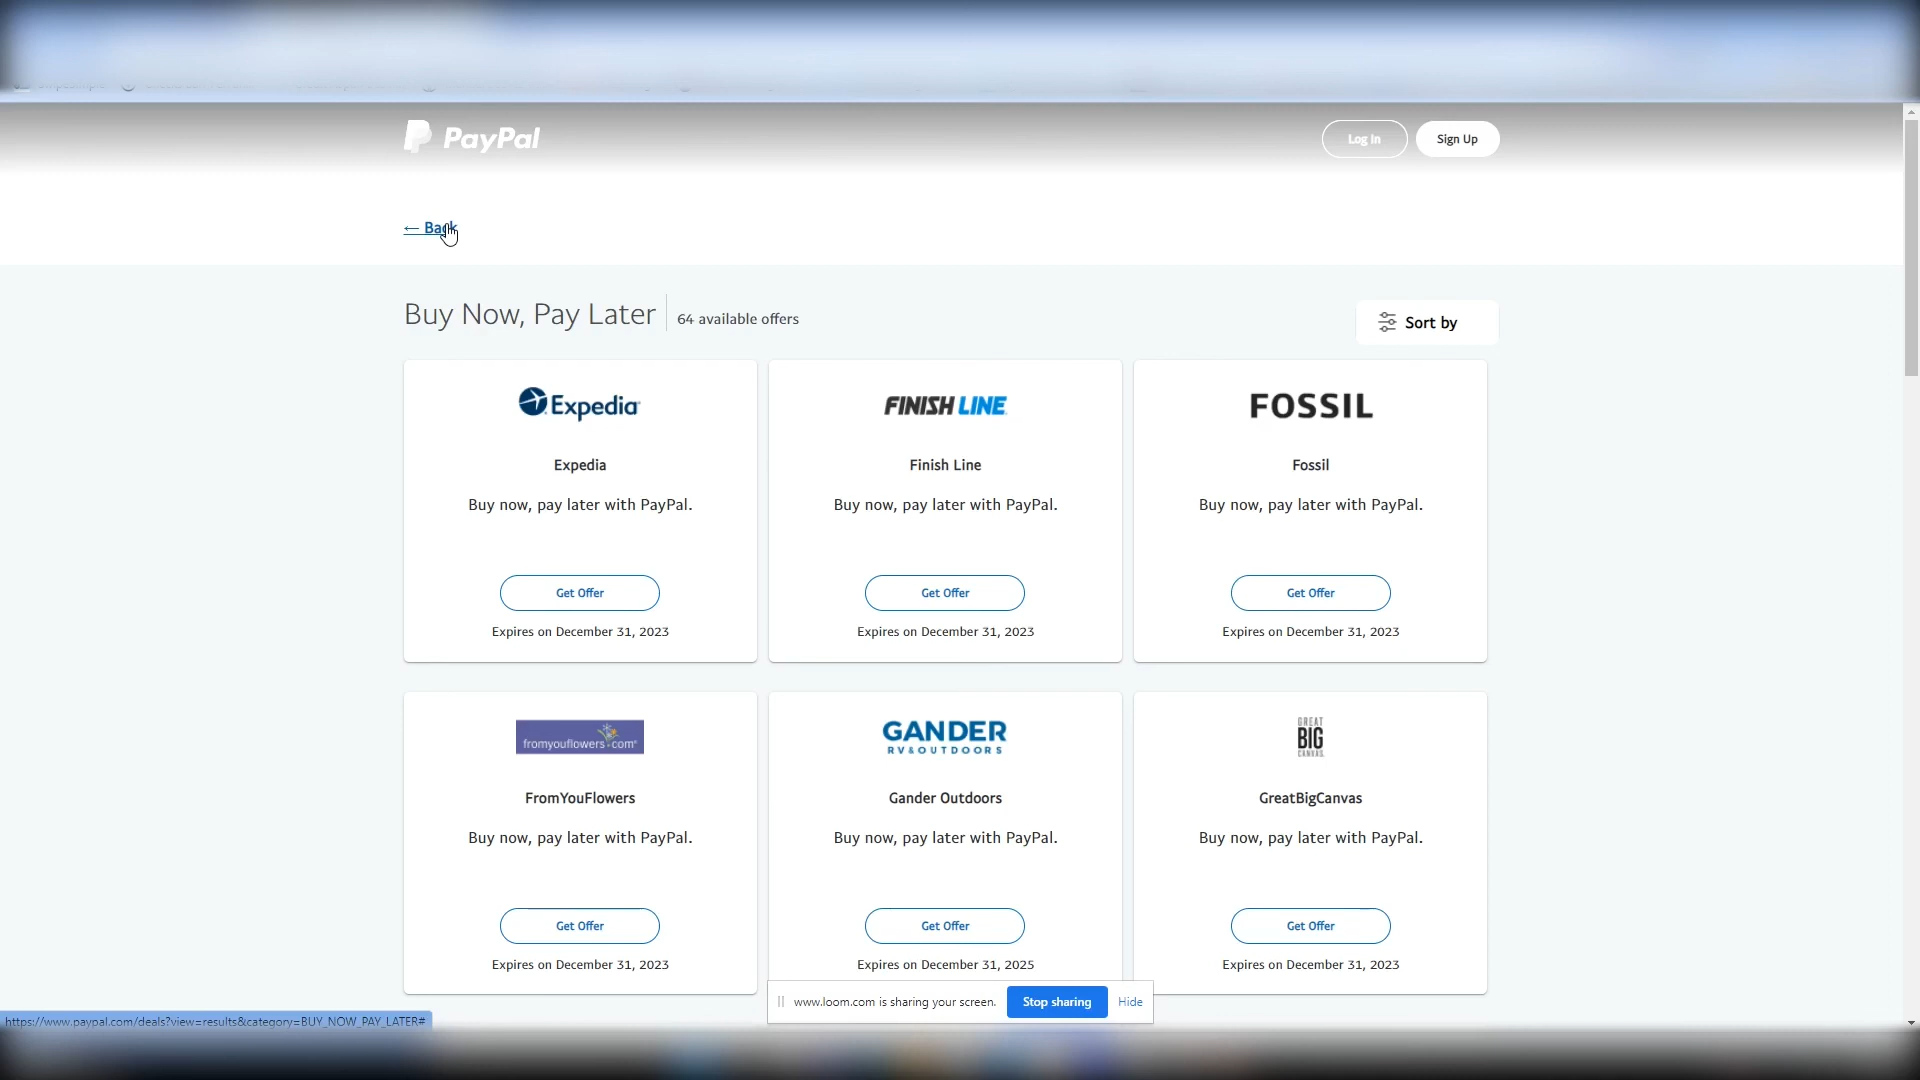 PayPal
Log In
Sign Up
← Back
Buy Now, Pay Later
64 available offers
Sort by
Expedia
FINISH LINE
FOSSIL
Expedia
Finish Line
Fossil
Buy now, pay later with PayPal.
Buy now, pay later with PayPal.
Buy now, pay later with PayPal.
Get Offer
Get Offer
Get Offer
Expires on December 31, 2023
Expires on December 31, 2023
Expires on December 31, 2023
fromyouflowers.com
GANDER
RV & OUTDOORS
GREAT
BIG
CANVAS
FromYouFlowers
Gander Outdoors
GreatBigCanvas
Buy now, pay later with PayPal.
Buy now, pay later with PayPal.
Buy now, pay later with PayPal.
Get Offer
Get Offer
Get Offer
Expires on December 31, 2023
Expires on December 31, 2025
Expires on December 31, 2023
www.loom.com is sharing your screen.
Stop sharing
Hide
https://www.paypal.com/deals?view=results&category=BUY_NOW_PAY_LATER#